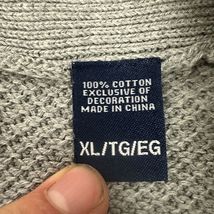 100% COTTON
EXCLUSIVE OF
DECORATION
MADE IN CHINA
XL/TG/EG